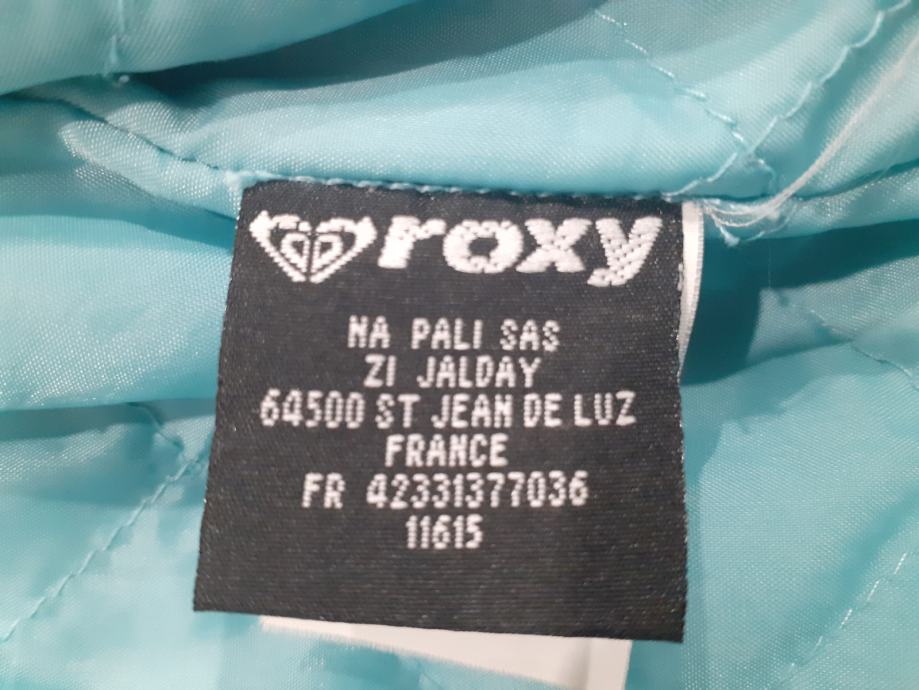 roxy
NA PALI SAS
ZI JALDAY
64500 ST JEAN DE LUZ
FRANCE
FR 42331377036
11615